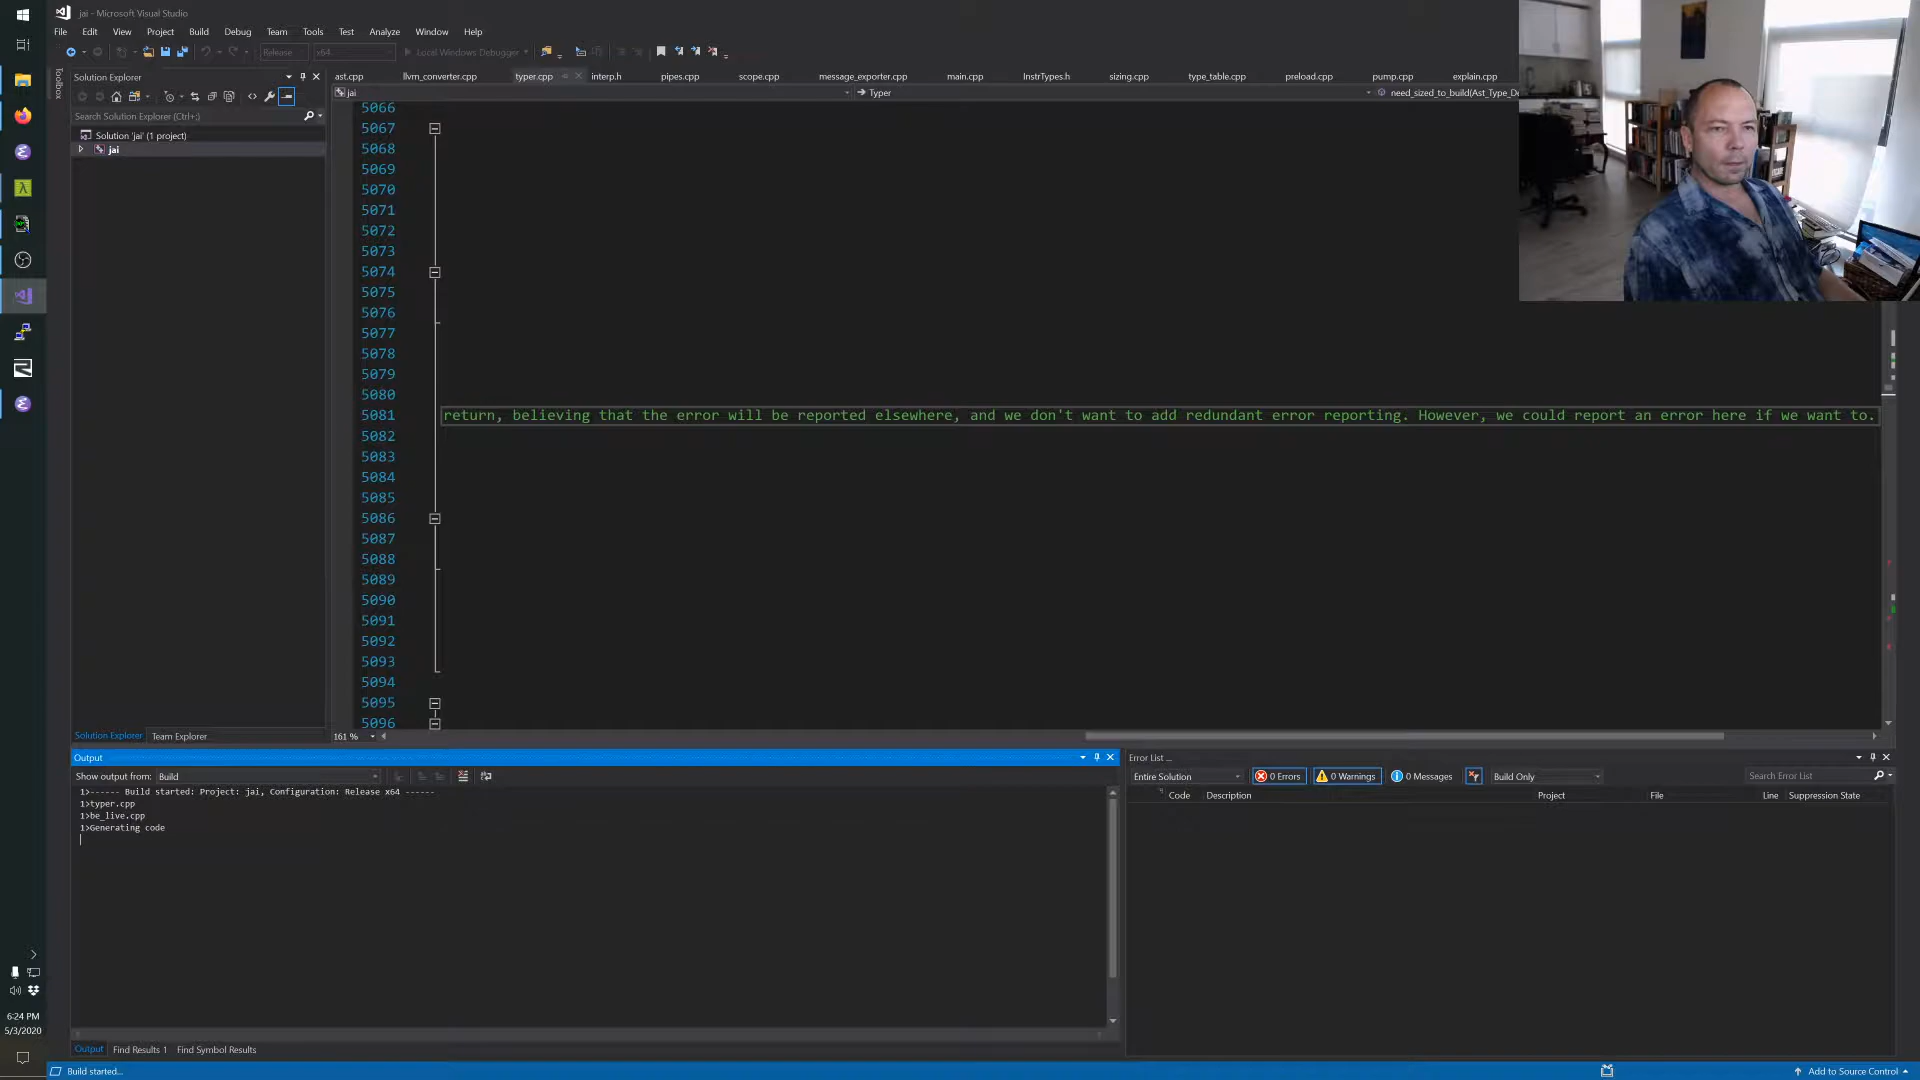 jai - Microsoft Visual Studio
File Edit View Project Build Debug Team Tools Test Analyze Window Help
Release x64 Local Windows Debugger
Toolbox
Solution Explorer
Search Solution Explorer (Ctrl+;)
Solution 'jai' (1 project)
jai
Solution Explorer Team Explorer
ast.cpp llvm_converter.cpp typer.cpp interp.h pipes.cpp scope.cpp message_exporter.cpp main.cpp InstrTypes.h sizing.cpp type_table.cpp preload.cpp pump.cpp explain.cpp
jai Typer need_sized_to_build(Ast_Type_De
5066
5067
5068
5069
5070
5071
5072
5073
5074
5075
5076
5077
5078
5079
5080
5081 return, believing that the error will be reported elsewhere, and we don't want to add redundant error reporting. However, we could report an error here if we want to.
5082
5083
5084
5085
5086
5087
5088
5089
5090
5091
5092
5093
5094
5095
5096
161 %
Output
Show output from: Build
1>------ Build started: Project: jai, Configuration: Release x64 ------
1>typer.cpp
1>be_live.cpp
1>Generating code
Output Find Results 1 Find Symbol Results
Error List ...
Entire Solution 0 Errors 0 Warnings 0 Messages Build Only Search Error List
Code Description Project File Line Suppression State
6:24 PM
5/3/2020
Build started... Add to Source Control